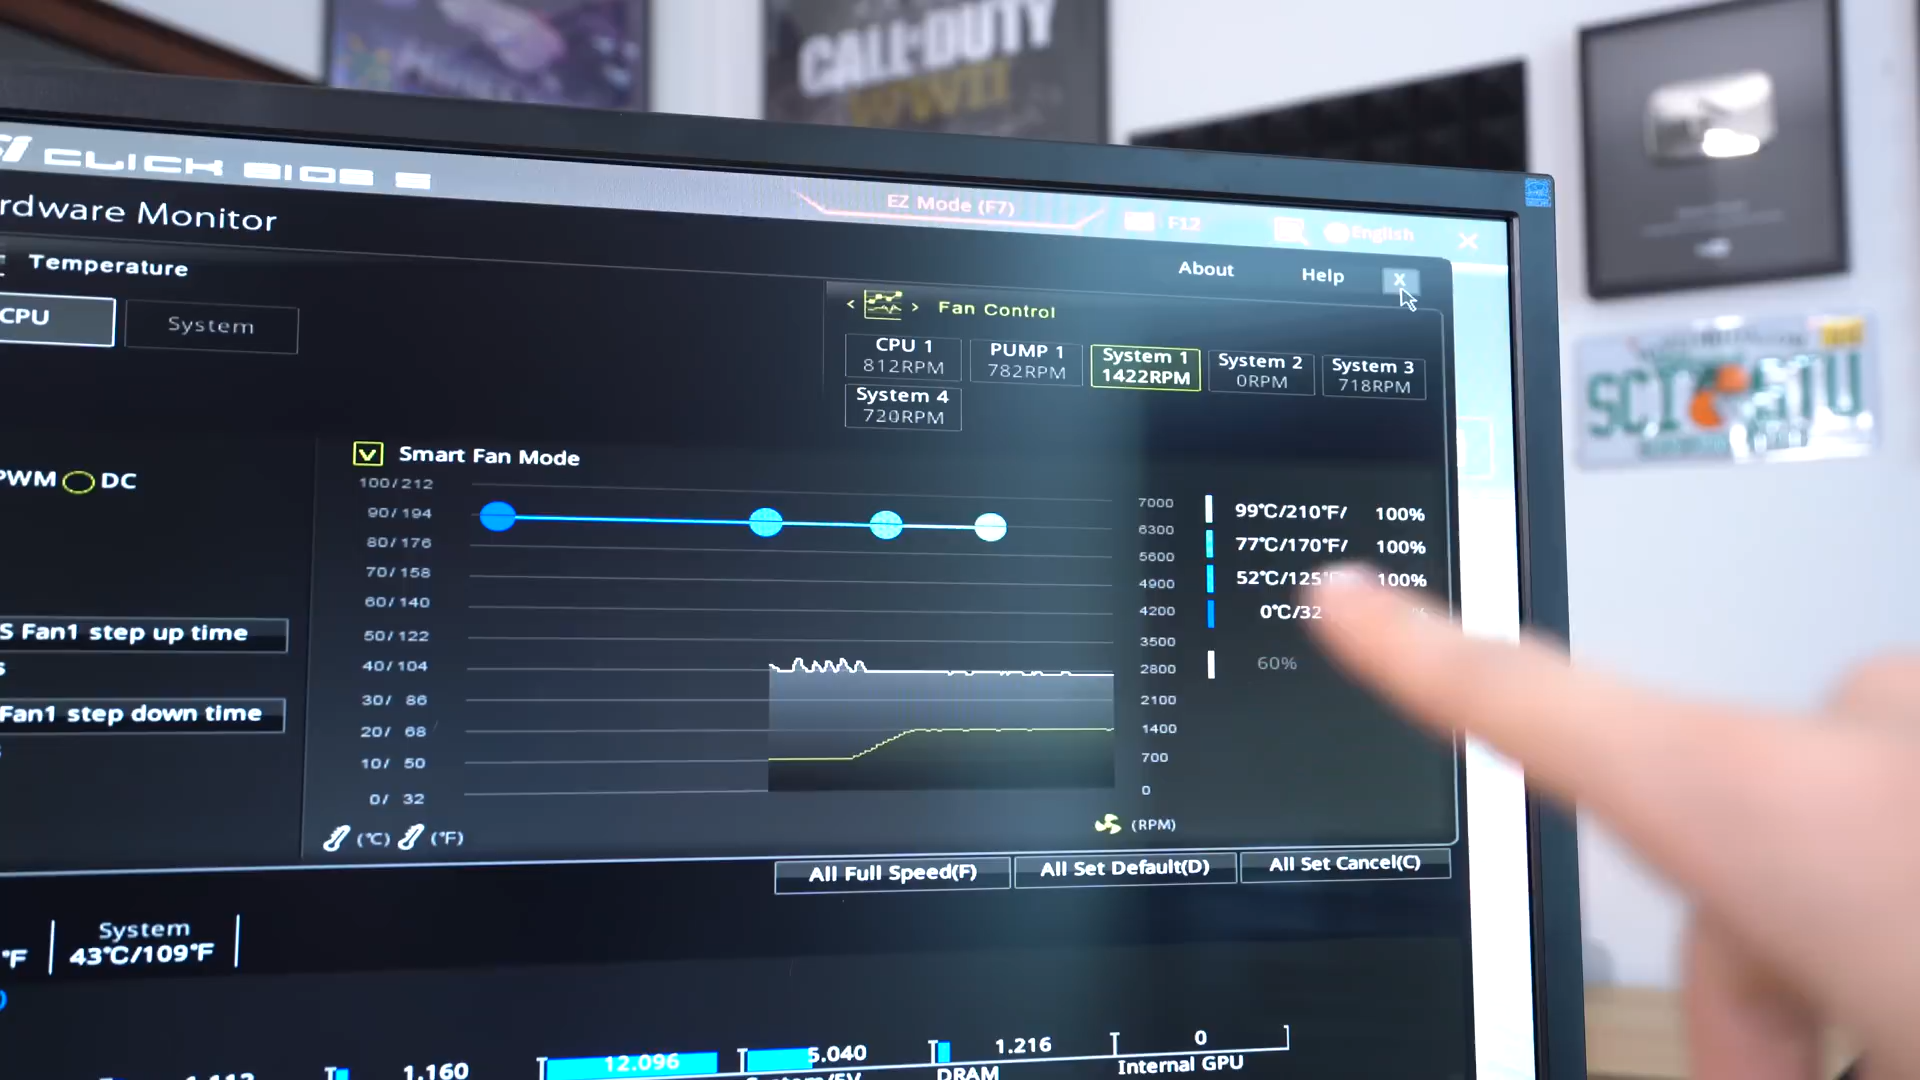 CALL OF DUTY
WWII
CLICK BIOS 5
EZ Mode (F7)
F12
English
X
rdware Monitor
Temperature
About
Help
X
CPU
System
< > Fan Control
CPU 1
812RPM
PUMP 1
782RPM
System 1
1422RPM
System 2
0RPM
System 3
718RPM
System 4
720RPM
PWM DC
Smart Fan Mode
100/212
90/194
80/176
70/158
60/140
50/122
40/104
30/ 86
20/ 68
10/ 50
0/ 32
7000
6300
5600
4900
4200
3500
2800
2100
1400
700
0
99℃/210℉/ 100%
77℃/170℉/ 100%
52℃/125℉ 100%
0℃/32 %
60%
S Fan1 step up time
Fan1 step down time
(℃) (℉)
(RPM)
All Full Speed(F)
All Set Default(D)
All Set Cancel(C)
℉
System
43℃/109℉
1.160
12.096
5.040
1.216
0
DRAM
Internal GPU